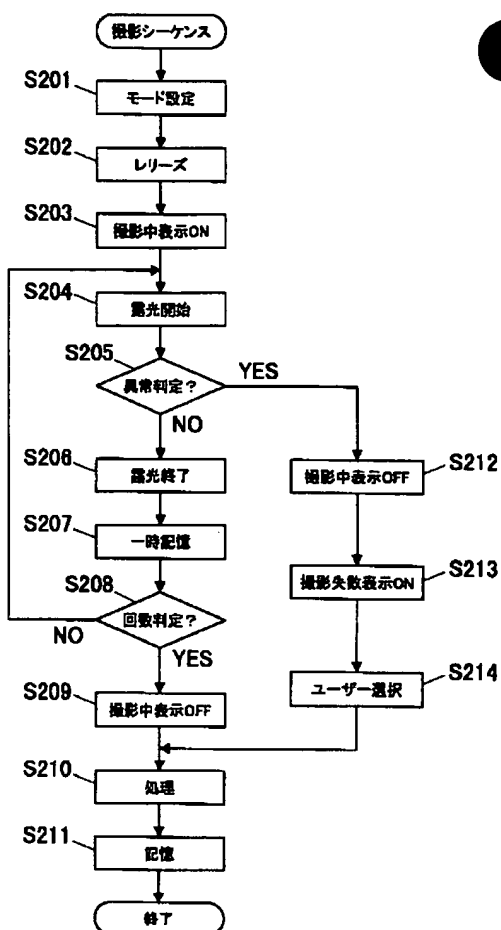 撮影シーケンス
S201
モード設定
S202
レリーズ
S203
撮影中表示ON
S204
露光開始
S205
異常判定?
YES
NO
S206
露光終了
S212
撮影中表示OFF
S207
一時記憶
S213
撮影失敗表示ON
S208
回数判定?
NO
YES
S214
ユーザー選択
S209
撮影中表示OFF
S210
処理
S211
記憶
終了